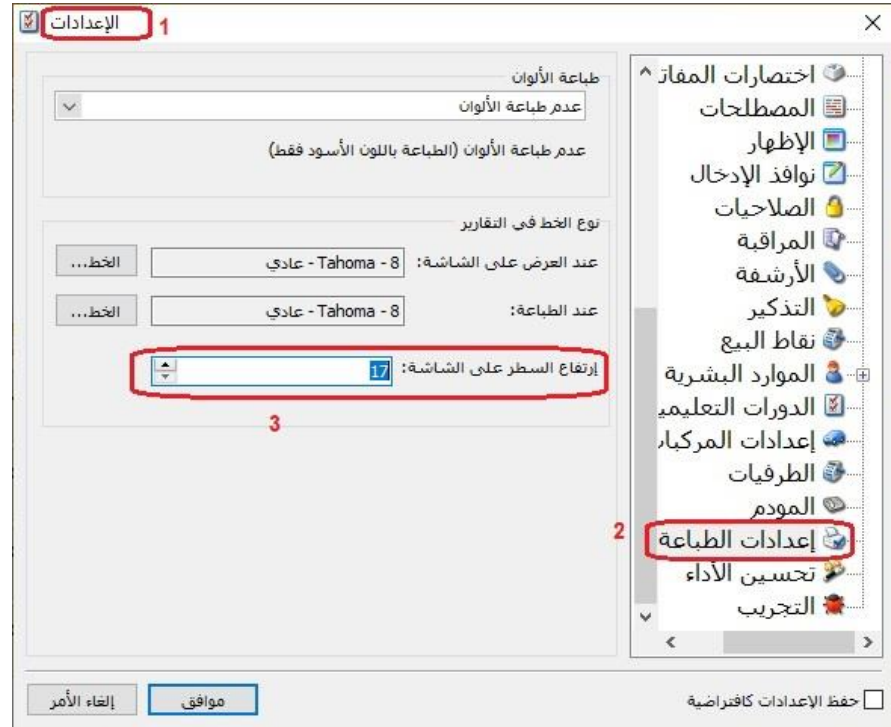 الإعدادات
1
اختصارات المفات
المصطلحات
الإظهار
نوافذ الإدخال
الصلاحيات
المراقبة
الأرشفة
التذكير
نقاط البيع
الموارد البشرية
الدورات التعليمي
إعدادات المركبات
الطرفيات
المودم
إعدادات الطباعة
2
تحسين الأداء
التجريب
طباعة الألوان
عدم طباعة الألوان
عدم طباعة الألوان (الطباعة باللون الأسود فقط)
نوع الخط في التقارير
عند العرض على الشاشة: Tahoma - 8 - عادي الخط...
عند الطباعة: Tahoma - 8 - عادي الخط...
إرتفاع السطر على الشاشة: 17
3
حفظ الإعدادات كافتراضية
موافق
إلغاء الأمر